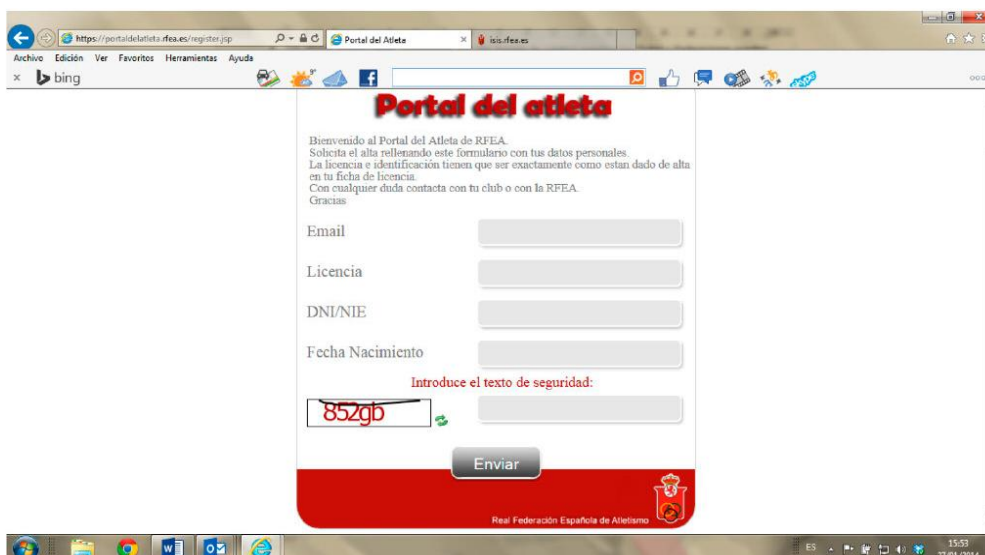 https://portaldelatleta.rfea.es/register.jsp
Portal del Atleta
isis.rfea.es
Archivo Edición Ver Favoritos Herramientas Ayuda
bing
Portal del atleta
Bienvenido al Portal del Atleta de RFEA.
Solicita el alta rellenando este formulario con tus datos personales.
La licencia e identificación tienen que ser exactamente como estan dado de alta
en tu ficha de licencia.
Con cualquier duda contacta con tu club o con la RFEA.
Gracias
Email
Licencia
DNI/NIE
Fecha Nacimiento
Introduce el texto de seguridad:
852gb
Enviar
Real Federación Española de Atletismo
ES
15:53